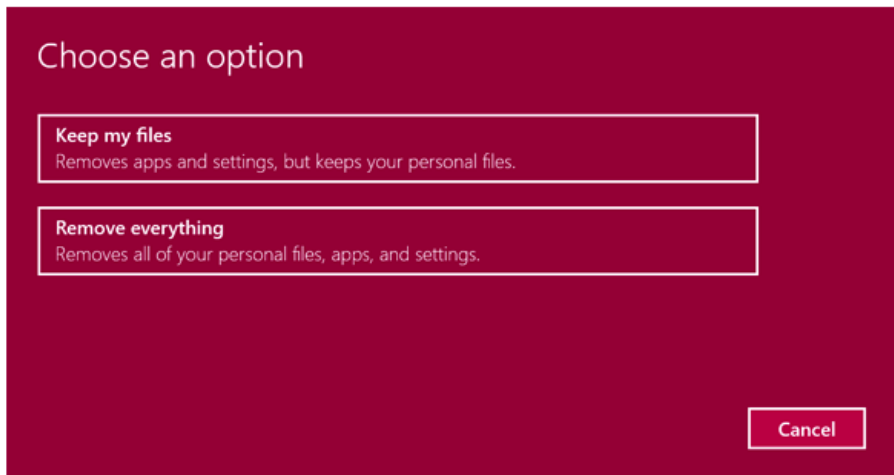 Choose an option
Keep my files
Removes apps and settings, but keeps your personal files.
Remove everything
Removes all of your personal files, apps, and settings.
Cancel